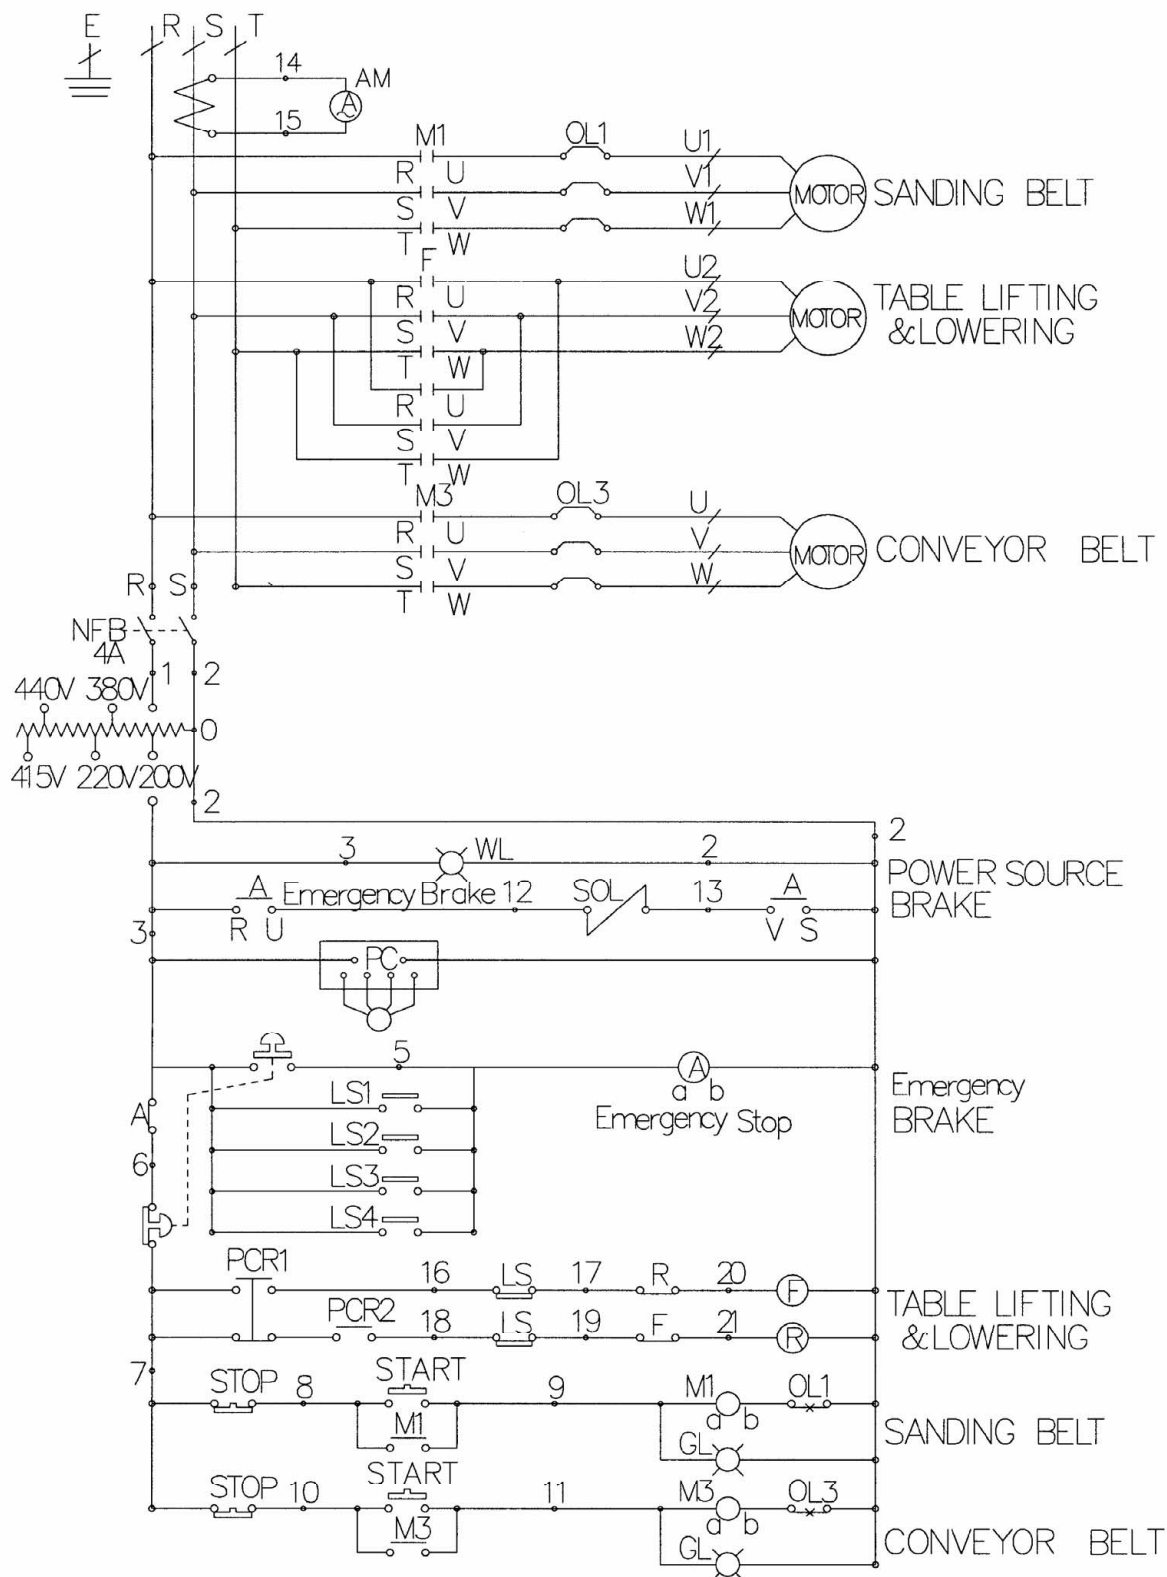 E R S T
14
AM
A
15
M1 OL1 U1
R U V1
MOTOR SANDING BELT
S V W1
T W
F U2
R U V2
MOTOR TABLE LIFTING
&LOWERING
S V W2
T W
R U
S V
T W
M3 OL3 U
R U V
MOTOR CONVEYOR BELT
S V W
T W
R S
NFB
4A
1 2
440V 380V
0
415V 220V 200V
2
2
3 WL 2
POWER SOURCE
A Emergency Brake 12 SOL 13 A
BRAKE
R U V S
3
PC
5
A
a b
Emergency Stop
Emergency
BRAKE
LS1
A
LS2
6
LS3
LS4
PCR1 16 LS 17 R 20 F
TABLE LIFTING
&LOWERING
PCR2 18 LS 19 F 21 R
7
STOP 8 START 9 M1 OL1
a b
M1
SANDING BELT
GL
STOP 10 START 11 M3 OL3
a b
M3
CONVEYOR BELT
GL